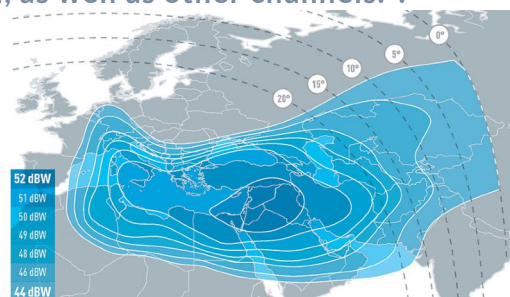 , as well as other channels.
0°
5°
10°
15°
20°
52 dBW
51 dBW
50 dBW
49 dBW
48 dBW
46 dBW
44 dBW